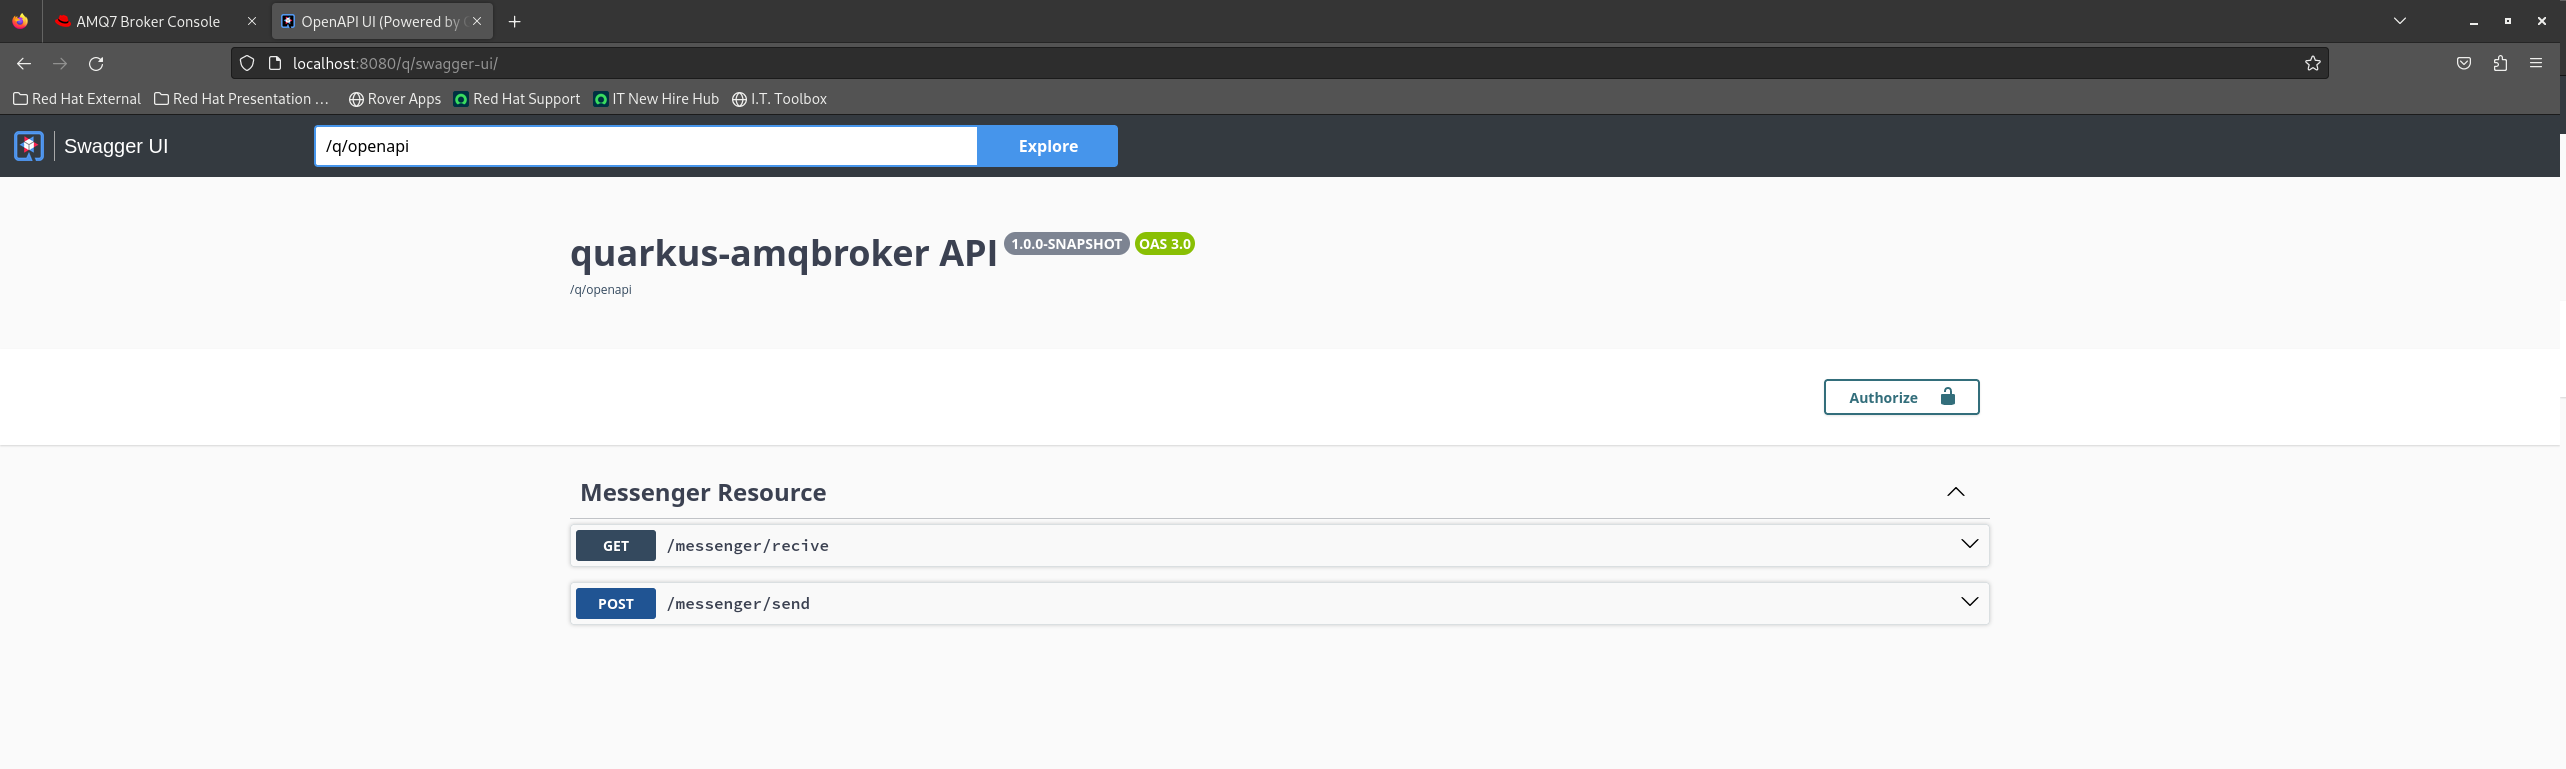 AMQ7 Broker Console
OpenAPI UI (Powered by
localhost:8080/q/swagger-ui/
Red Hat External Red Hat Presentation … Rover Apps Red Hat Support IT New Hire Hub I.T. Toolbox
Swagger UI /q/openapi Explore
quarkus-amqbroker API 1.0.0-SNAPSHOT OAS 3.0
/q/openapi
Authorize
Messenger Resource
GET /messenger/recive
POST /messenger/send